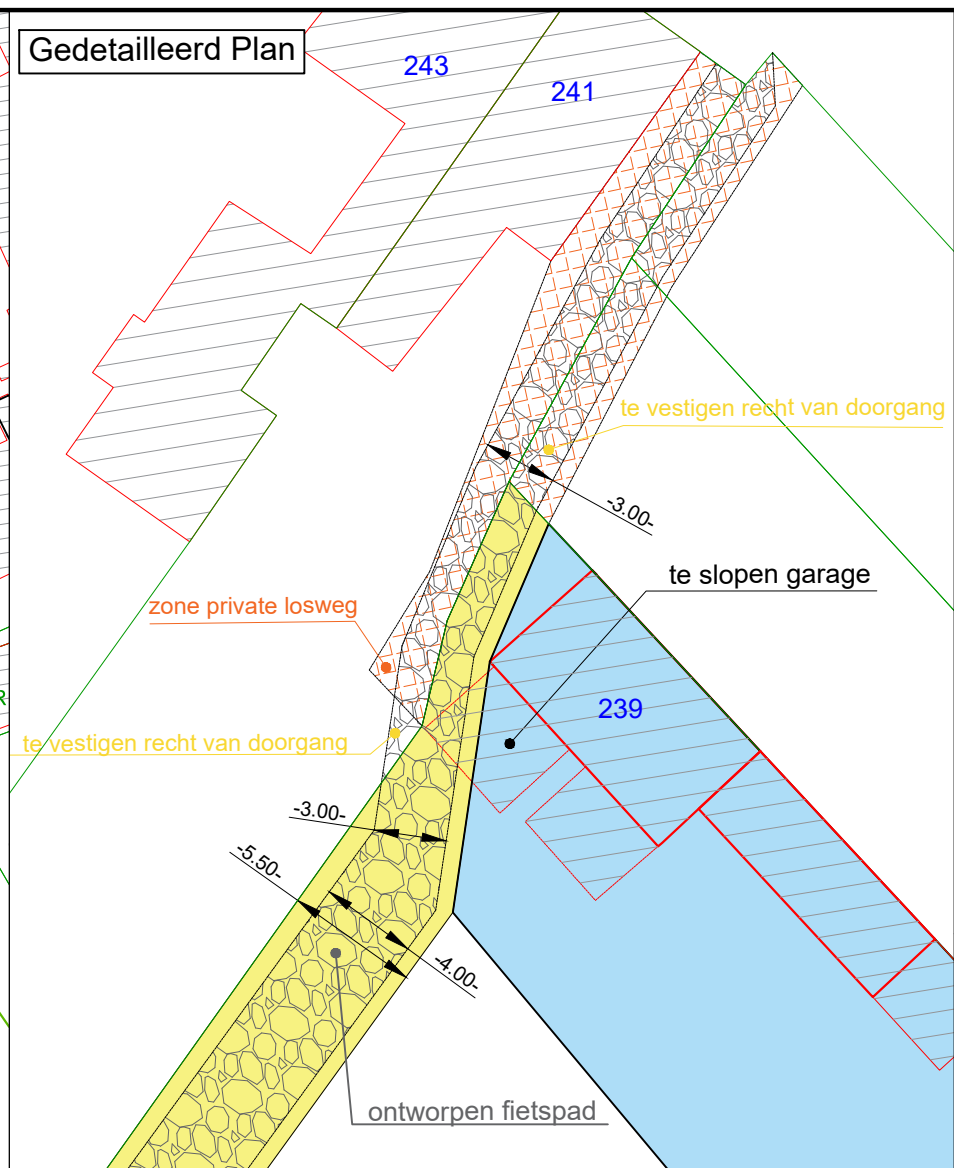 Gedetailleerd Plan
243
241
te vestigen recht van doorgang
-3.00-
te slopen garage
zone private losweg
R
239
te vestigen recht van doorgang
-3.00-
-5.50-
-4.00-
ontworpen fietspad